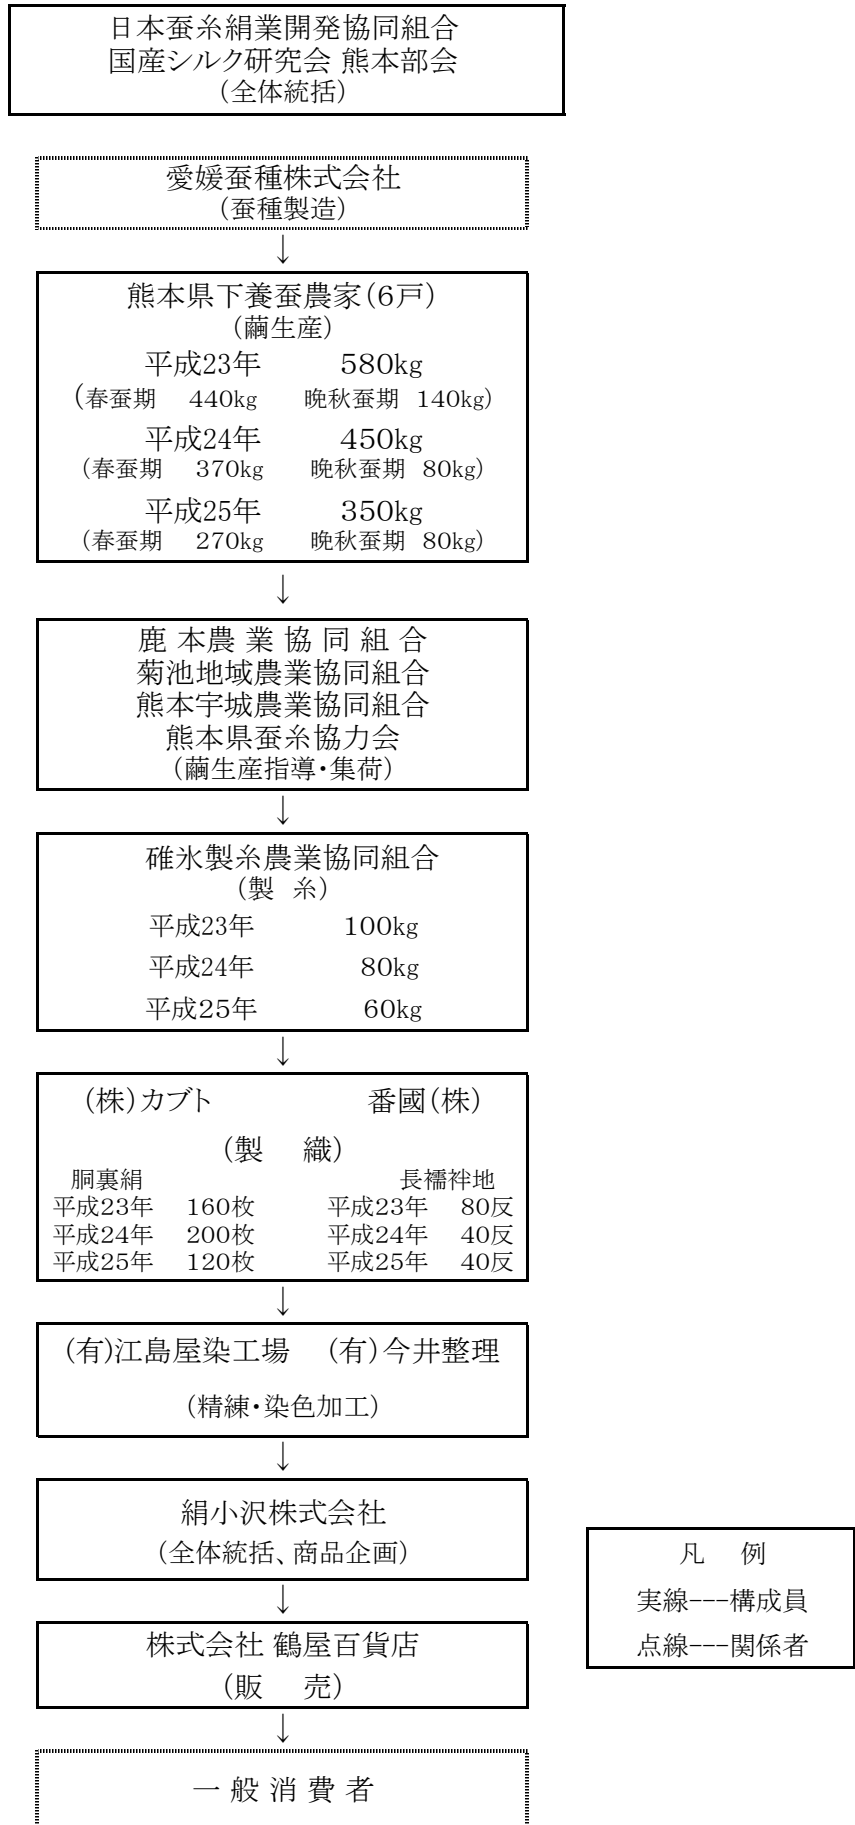 日本蚕糸絹業開発協同組合
国産シルク研究会 熊本部会
(全体統括)
愛媛蚕種株式会社
(蚕種製造)
↓
熊本県下養蚕農家(6戸)
(繭生産)
平成23年 580kg
(春蚕期 440kg 晩秋蚕期 140kg)
平成24年 450kg
(春蚕期 370kg 晩秋蚕期 80kg)
平成25年 350kg
(春蚕期 270kg 晩秋蚕期 80kg)
↓
鹿本農業協同組合
菊池地域農業協同組合
熊本宇城農業協同組合
熊本県蚕糸協力会
(繭生産指導・集荷)
↓
碓氷製糸農業協同組合
(製 糸)
平成23年 100kg
平成24年 80kg
平成25年 60kg
↓
(株)カブト 番國(株)
(製 織)
胴裏絹 長襦袢地
平成23年 160枚 平成23年 80反
平成24年 200枚 平成24年 40反
平成25年 120枚 平成25年 40反
↓
(有)江島屋染工場 (有)今井整理
(精練・染色加工)
↓
絹小沢株式会社
(全体統括、商品企画)
↓
株式会社 鶴屋百貨店
(販 売)
↓
一般消費者
凡 例
実線---構成員
点線---関係者